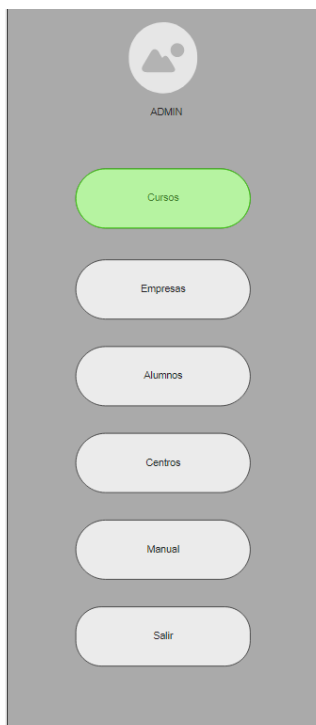 ADMIN
Cursos
Empresas
Alumnos
Centros
Manual
Salir